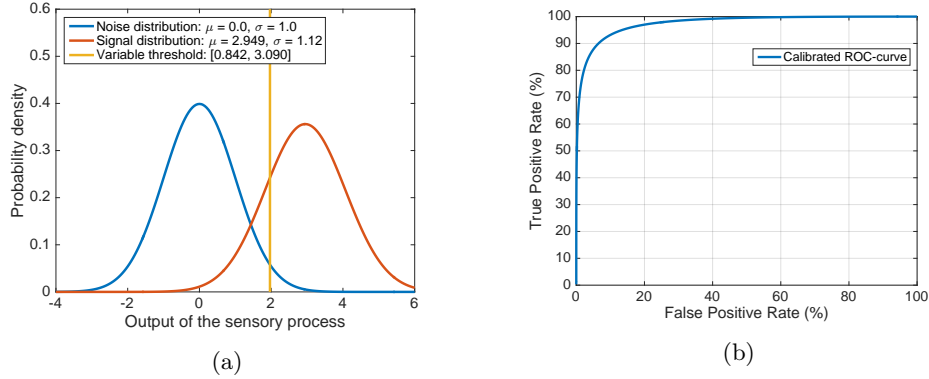 0.6
0.5
0.4
0.3
0.2
0.1
0
Probability density
Noise distribution: μ = 0.0, σ = 1.0
Signal distribution: μ = 2.949, σ = 1.12
Variable threshold: [0.842, 3.090]
-4 -2 0 2 4 6
Output of the sensory process
(a)
100
90
80
70
60
50
40
30
20
10
0
True Positive Rate (%)
Calibrated ROC-curve
0 20 40 60 80 100
False Positive Rate (%)
(b)